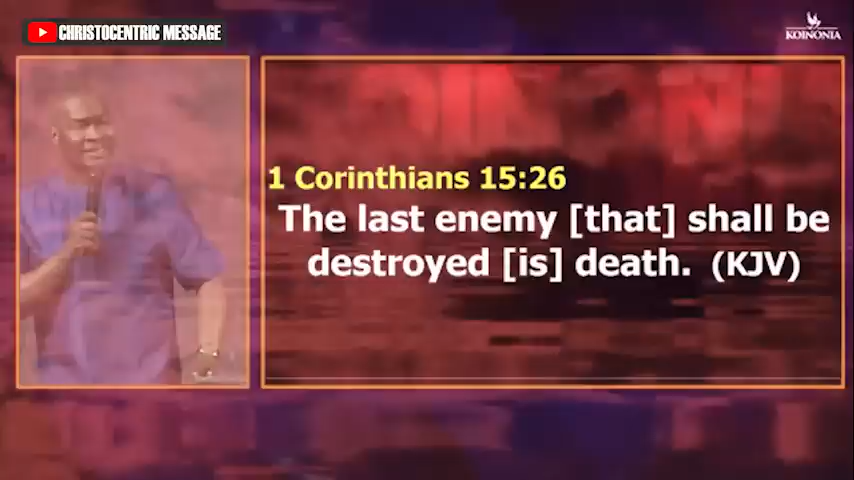 CHRISTOCENTRIC MESSAGE
KOINONIA
1 Corinthians 15:26
The last enemy [that] shall be
destroyed [is] death. (KJV)